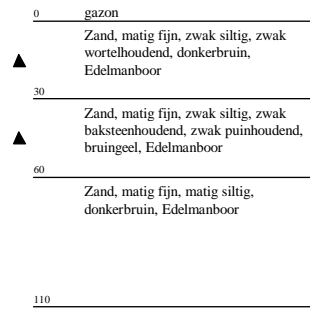 0 gazon
Zand, matig fijn, zwak siltig, zwak
wortelhoudend, donkerbruin,
Edelmanboor
30
Zand, matig fijn, zwak siltig, zwak
baksteenhoudend, zwak puinhoudend,
bruingeel, Edelmanboor
60
Zand, matig fijn, matig siltig,
donkerbruin, Edelmanboor
110